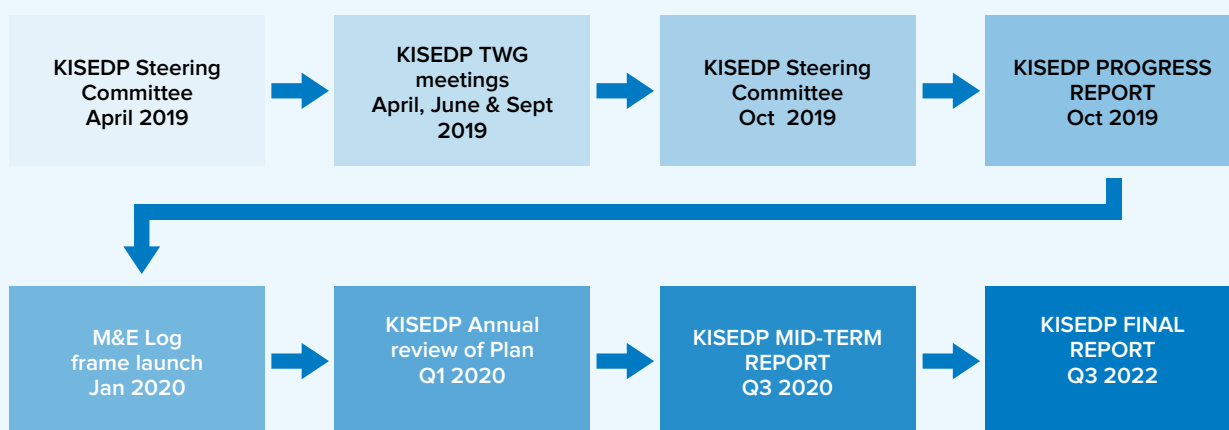 KISEDP Steering
Committee
April 2019
KISEDP TWG
meetings
April, June & Sept
2019
KISEDP Steering
Committee
Oct 2019
KISEDP PROGRESS
REPORT
Oct 2019
M&E Log
frame launch
Jan 2020
KISEDP Annual
review of Plan
Q1 2020
KISEDP MID-TERM
REPORT
Q3 2020
KISEDP FINAL
REPORT
Q3 2022